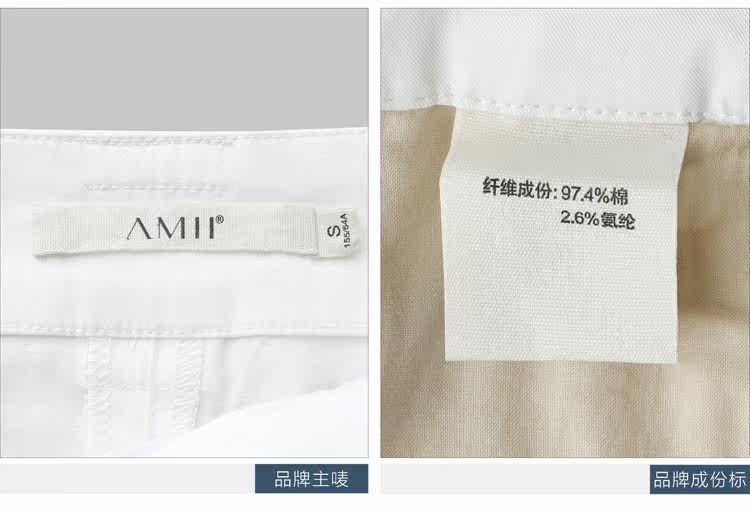 AMII®
S
155/64A
纤维成份: 97.4%棉
2.6%氨纶
品牌主唛
品牌成份标